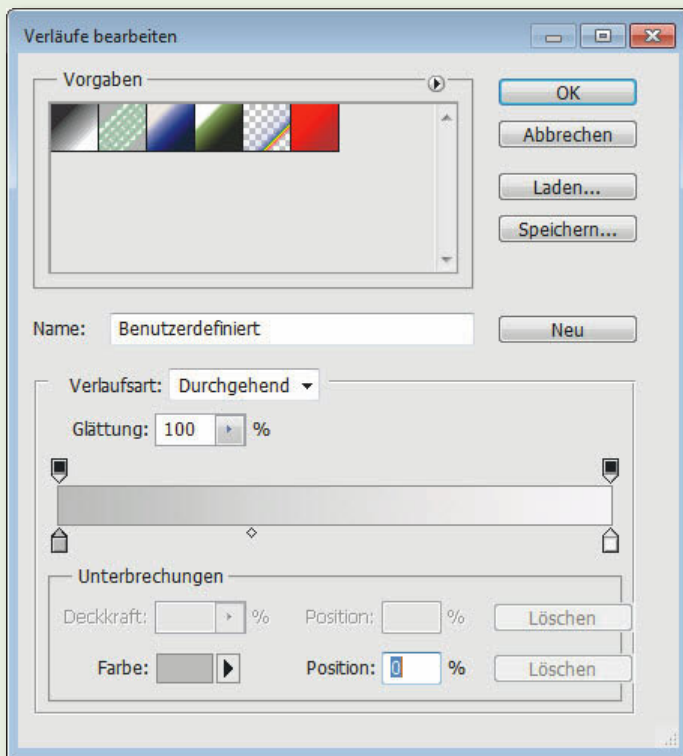 Verläufe bearbeiten
Vorgaben
OK
Abbrechen
Laden...
Speichern...
Name: Benutzerdefiniert
Neu
Verlaufsart: Durchgehend
Glättung: 100 %
Unterbrechungen
Deckkraft: % Position: % Löschen
Farbe: Position: 0 % Löschen